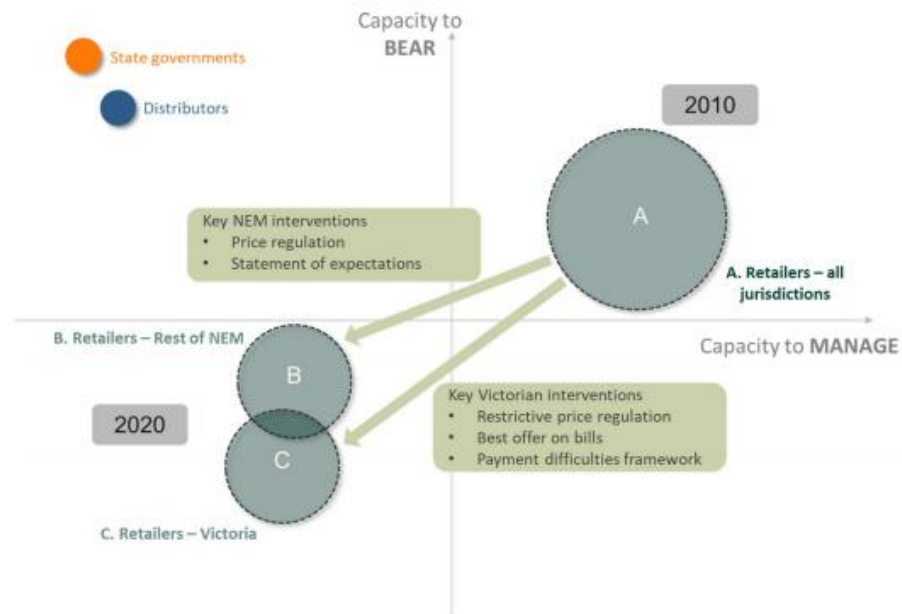 Capacity to
BEAR
State governments
Distributors
2010
Key NEM interventions
• Price regulation
• Statement of expectations
A
A. Retailers – all
jurisdictions
B. Retailers – Rest of NEM
Capacity to MANAGE
B
2020
Key Victorian interventions
• Restrictive price regulation
• Best offer on bills
• Payment difficulties framework
C
C. Retailers – Victoria